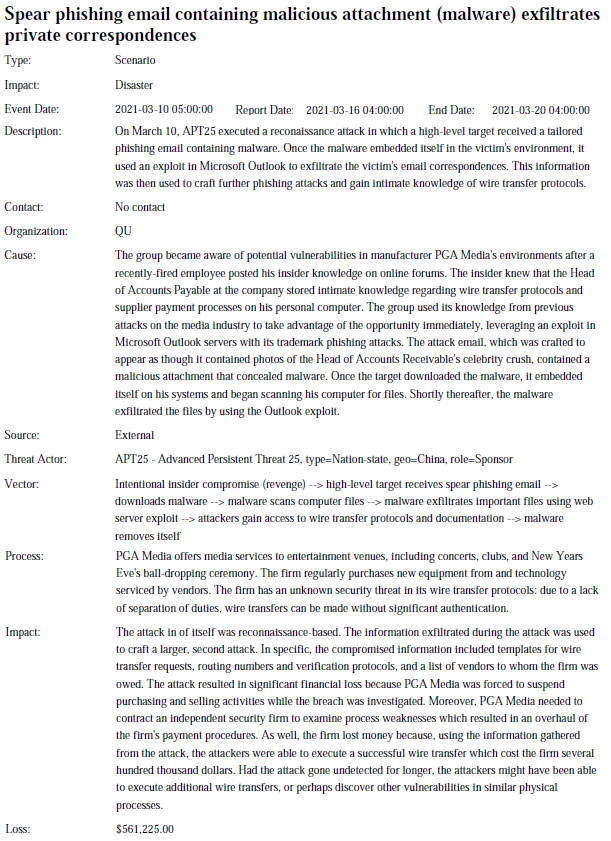 Spear phishing email containing malicious attachment (malware) exfiltrates
private correspondences
Type: Scenario
Impact: Disaster
Event Date: 2021-03-10 05:00:00 Report Date: 2021-03-16 04:00:00 End Date: 2021-03-20 04:00:00
Description: On March 10, APT25 executed a reconaissance attack in which a high-level target received a tailored
phishing email containing malware. Once the malware embedded itself in the victim's environment, it
used an exploit in Microsoft Outlook to exfiltrate the victim's email correspondences. This information
was then used to craft further phishing attacks and gain intimate knowledge of wire transfer protocols.
Contact: No contact
Organization: QU
Cause: The group became aware of potential vulnerabilities in manufacturer PGA Media's environments after a
recently-fired employee posted his insider knowledge on online forums. The insider knew that the Head
of Accounts Payable at the company stored intimate knowledge regarding wire transfer protocols and
supplier payment processes on his personal computer. The group used its knowledge from previous
attacks on the media industry to take advantage of the opportunity immediately, leveraging an exploit in
Microsoft Outlook servers with its trademark phishing attacks. The attack email, which was crafted to
appear as though it contained photos of the Head of Accounts Receivable's celebrity crush, contained a
malicious attachment that concealed malware. Once the target downloaded the malware, it embedded
itself on his systems and began scanning his computer for files. Shortly thereafter, the malware
exfiltrated the files by using the Outlook exploit.
Source: External
Threat Actor: APT25 - Advanced Persistent Threat 25, type=Nation-state, geo=China, role=Sponsor
Vector: Intentional insider compromise (revenge) --> high-level target receives spear phishing email -->
downloads malware --> malware scans computer files --> malware exfiltrates important files using web
server exploit --> attackers gain access to wire transfer protocols and documentation --> malware
removes itself
Process: PGA Media offers media services to entertainment venues, including concerts, clubs, and New Years
Eve's ball-dropping ceremony. The firm regularly purchases new equipment from and technology
serviced by vendors. The firm has an unknown security threat in its wire transfer protocols: due to a lack
of separation of duties, wire transfers can be made without significant authentication.
Impact: The attack in of itself was reconnaissance-based. The information exfiltrated during the attack was used
to craft a larger, second attack. In specific, the compromised information included templates for wire
transfer requests, routing numbers and verification protocols, and a list of vendors to whom the firm was
owed. The attack resulted in significant financial loss because PGA Media was forced to suspend
purchasing and selling activities while the breach was investigated. Moreover, PGA Media needed to
contract an independent security firm to examine process weaknesses which resulted in an overhaul of
the firm's payment procedures. As well, the firm lost money because, using the information gathered
from the attack, the attackers were able to execute a successful wire transfer which cost the firm several
hundred thousand dollars. Had the attack gone undetected for longer, the attackers might have been able
to execute additional wire transfers, or perhaps discover other vulnerabilities in similar physical
processes.
Loss: $561,225.00